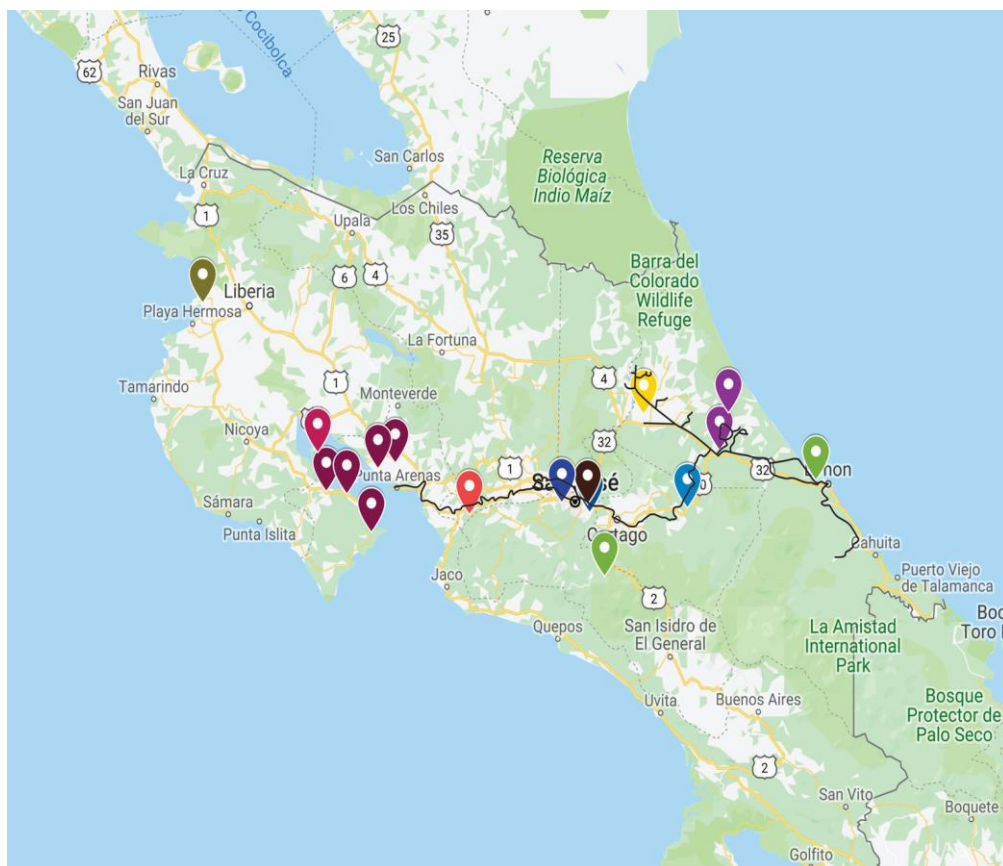 Cocibolca
25
62
Rivas
San Juan
del Sur
San Carlos
Reserva
Biológica
Indio Maíz
La Cruz
Los Chiles
1
Upala
35
Barra del
Colorado
Wildlife
Refuge
6
4
Liberia
Playa Hermosa
La Fortuna
4
1
Tamarindo
Monteverde
Nicoya
32
1
32
Punta Arenas
Limon
Sámara
Punta Islita
Cartago
Cahuita
Jaco
Puerto Viejo
de Talamanca
2
Quepos
San Isidro de
El General
La Amistad
International
Park
Boc
Toro
Uvita
Buenos Aires
Bosque
Protector de
Palo Seco
2
San Vito
Boquete
Golfito